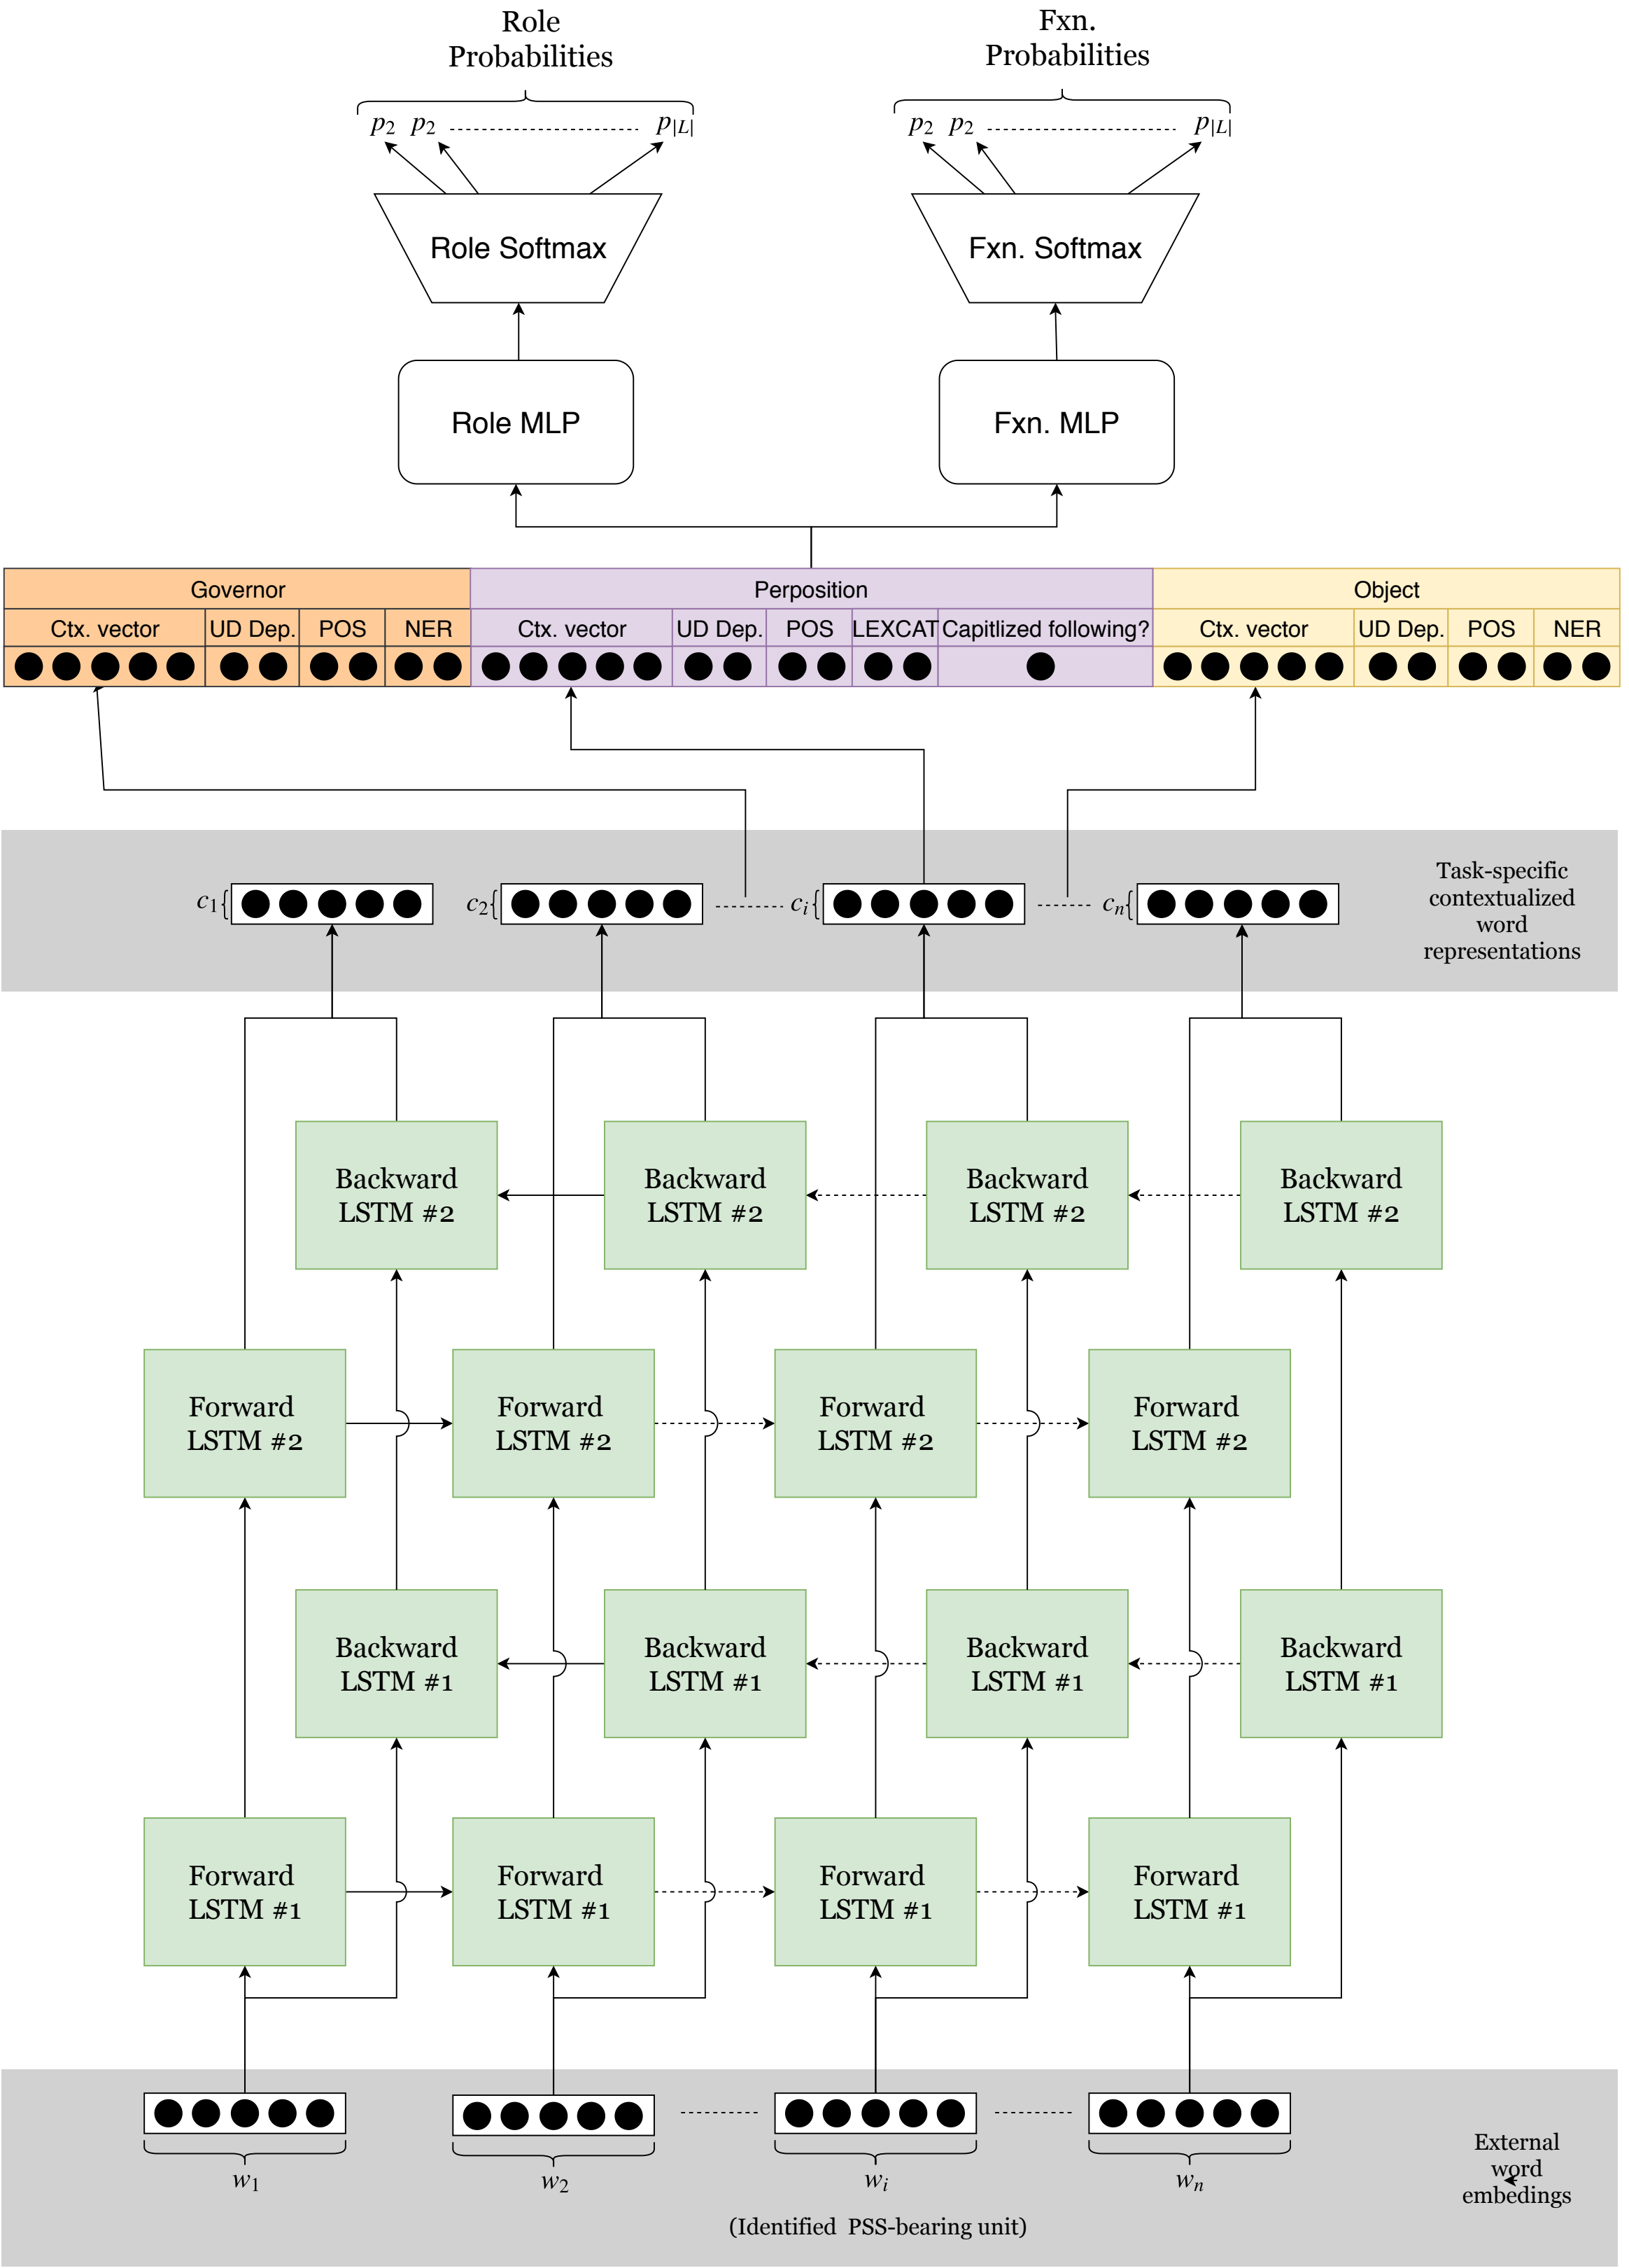 Role Fxn.
Probabilities Probabilities
p2 p2 p|L| p2 p2 p|L|
Role Softmax Fxn. Softmax
Role MLP Fxn. MLP
Governor Perposition Object
Ctx. vector UD Dep. POS NER Ctx. vector UD Dep. POS LEXCAT Capitlized following? Ctx. vector UD Dep. POS NER
Task-specific
contextualized
word
representations
c1{ c2{ ci{ cn{
Backward Backward Backward Backward
LSTM #2 LSTM #2 LSTM #2 LSTM #2
Forward Forward Forward Forward
LSTM #2 LSTM #2 LSTM #2 LSTM #2
Backward Backward Backward Backward
LSTM #1 LSTM #1 LSTM #1 LSTM #1
Forward Forward Forward Forward
LSTM #1 LSTM #1 LSTM #1 LSTM #1
w1 w2 wi wn
External
word
embedings
(Identified PSS-bearing unit)